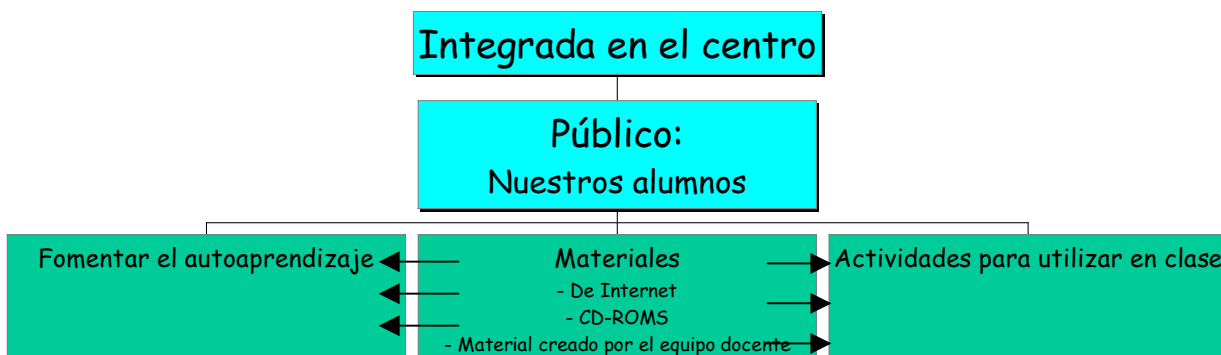 Integrada en el centro
Público:
Nuestros alumnos
Fomentar el autoaprendizaje
Materiales
- De Internet
- CD-ROMS
- Material creado por el equipo docente
Actividades para utilizar en clase